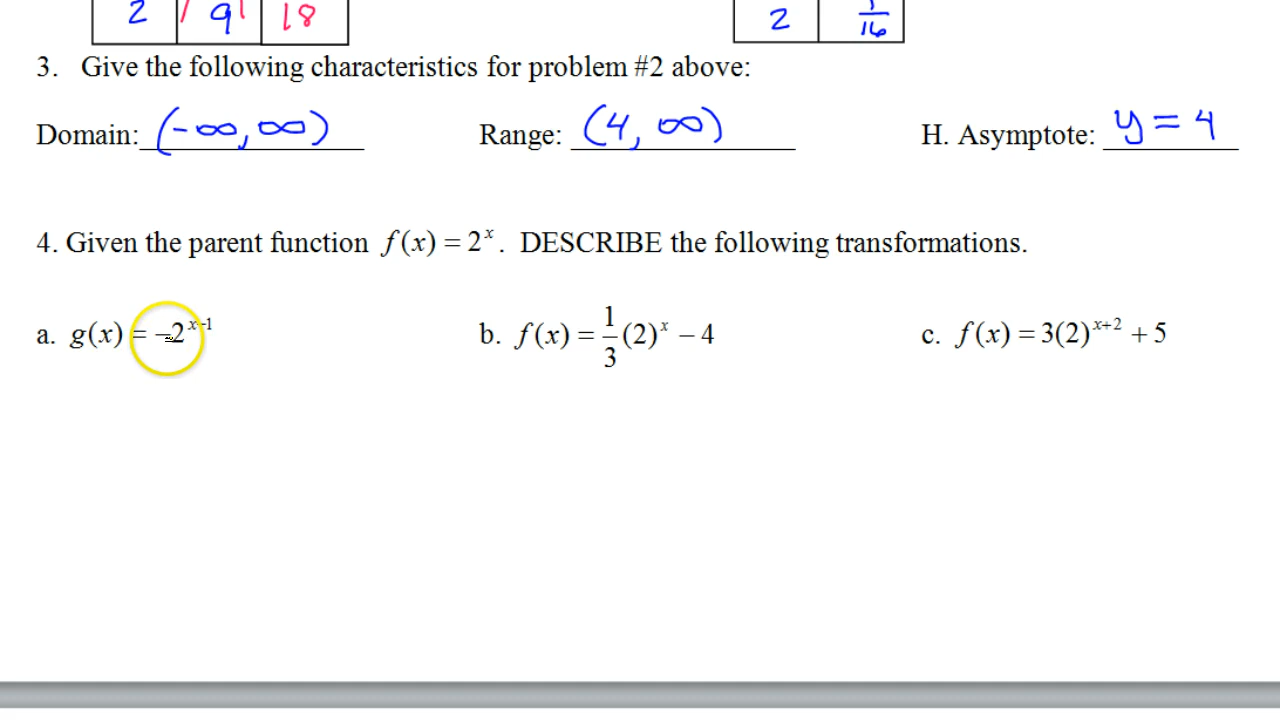 2 9 18 2 1/16
3. Give the following characteristics for problem #2 above:
Domain: (-∞, ∞) Range: (4, ∞) H. Asymptote: y = 4
4. Given the parent function f(x) = 2^x. DESCRIBE the following transformations.
a. g(x) = -2^(x-1) b. f(x) = 1/3 (2)^x - 4 c. f(x) = 3(2)^(x+2) + 5